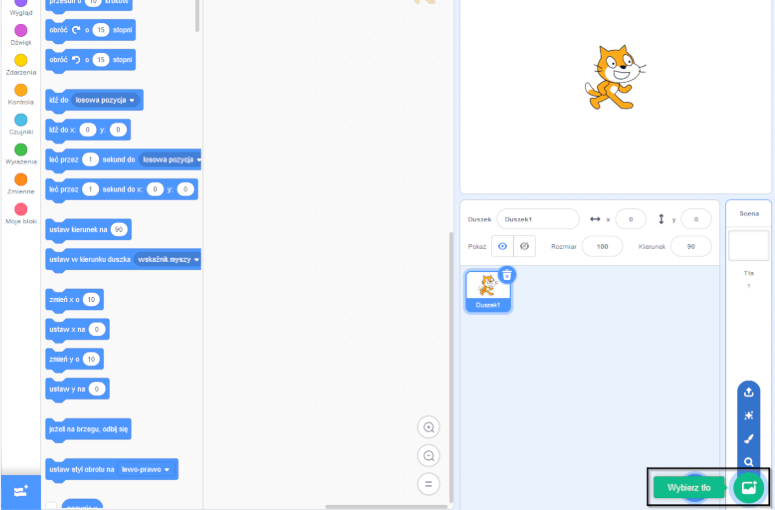 Wygląd
Dźwięk
Zdarzenia
Kontrola
Czujniki
Wyrażenia
Zmienne
Moje bloki
przesuń o 10 kroków
obróć o 15 stopni
obróć o 15 stopni
idź do losowa pozycja
idź do x: 0 y: 0
leć przez 1 sekund do losowa pozycja
leć przez 1 sekund do x: 0 y: 0
ustaw kierunek na 90
ustaw w kierunku duszka wskaźnik myszy
zmień x o 10
ustaw x na 0
zmień y o 10
ustaw y na 0
jeżeli na brzegu, odbij się
ustaw styl obrotu na lewo-prawo
pozycja x
Duszek Duszek1 x 0 y 0
Pokaż Rozmiar 100 Kierunek 90
Duszek1
Scena
Tła
1
Wybierz tło